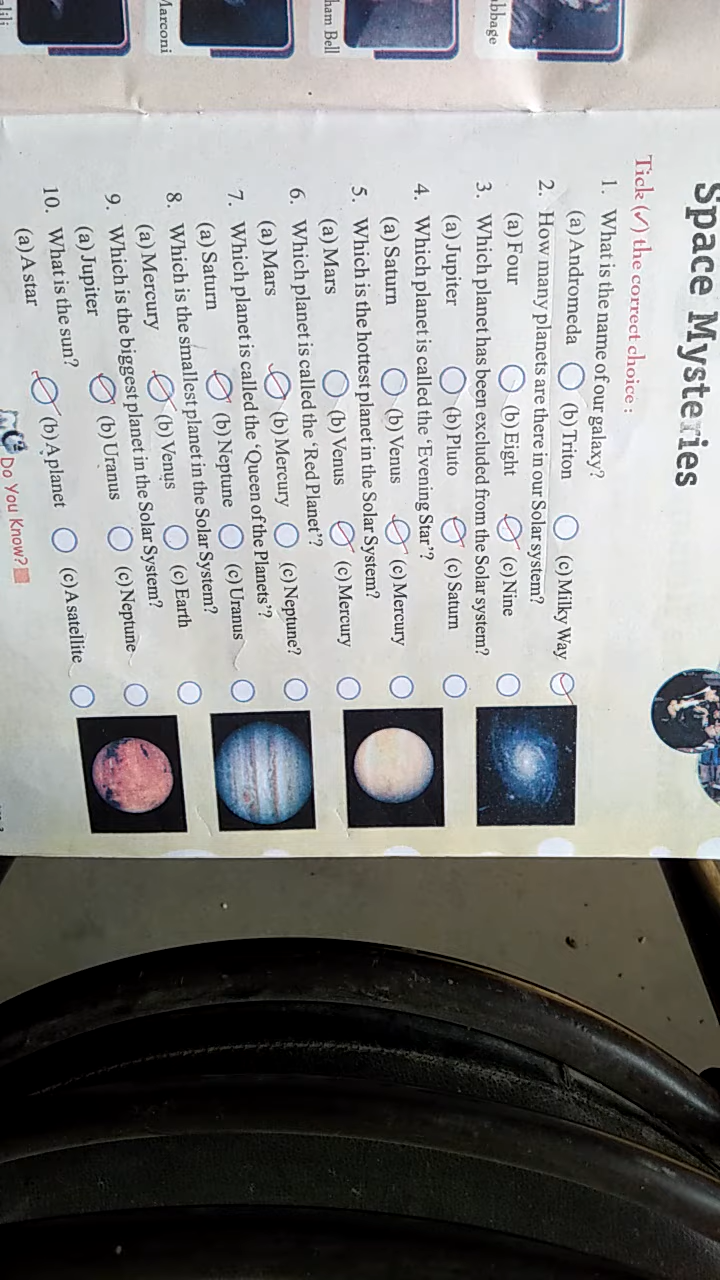 bbage
ham Bell
Marconi
Space Mysteries
Tick (✓) the correct choice :
1. What is the name of our galaxy?
(a) Andromeda (b) Triton (c) Milky Way
2. How many planets are there in our Solar system?
(a) Four (b) Eight (c) Nine
3. Which planet has been excluded from the Solar system?
(a) Jupiter (b) Pluto (c) Saturn
4. Which planet is called the ‘Evening Star’?
(a) Saturn (b) Venus (c) Mercury
5. Which is the hottest planet in the Solar System?
(a) Mars (b) Venus (c) Mercury
6. Which planet is called the ‘Red Planet’?
(a) Mars (b) Mercury (c) Neptune?
7. Which planet is called the ‘Queen of the Planets’?
(a) Saturn (b) Neptune (c) Uranus
8. Which is the smallest planet in the Solar System?
(a) Mercury (b) Venus (c) Earth
9. Which is the biggest planet in the Solar System?
(a) Jupiter (b) Uranus (c) Neptune
10. What is the sun?
(a) A star (b) A planet (c) A satellite
Do You Know?